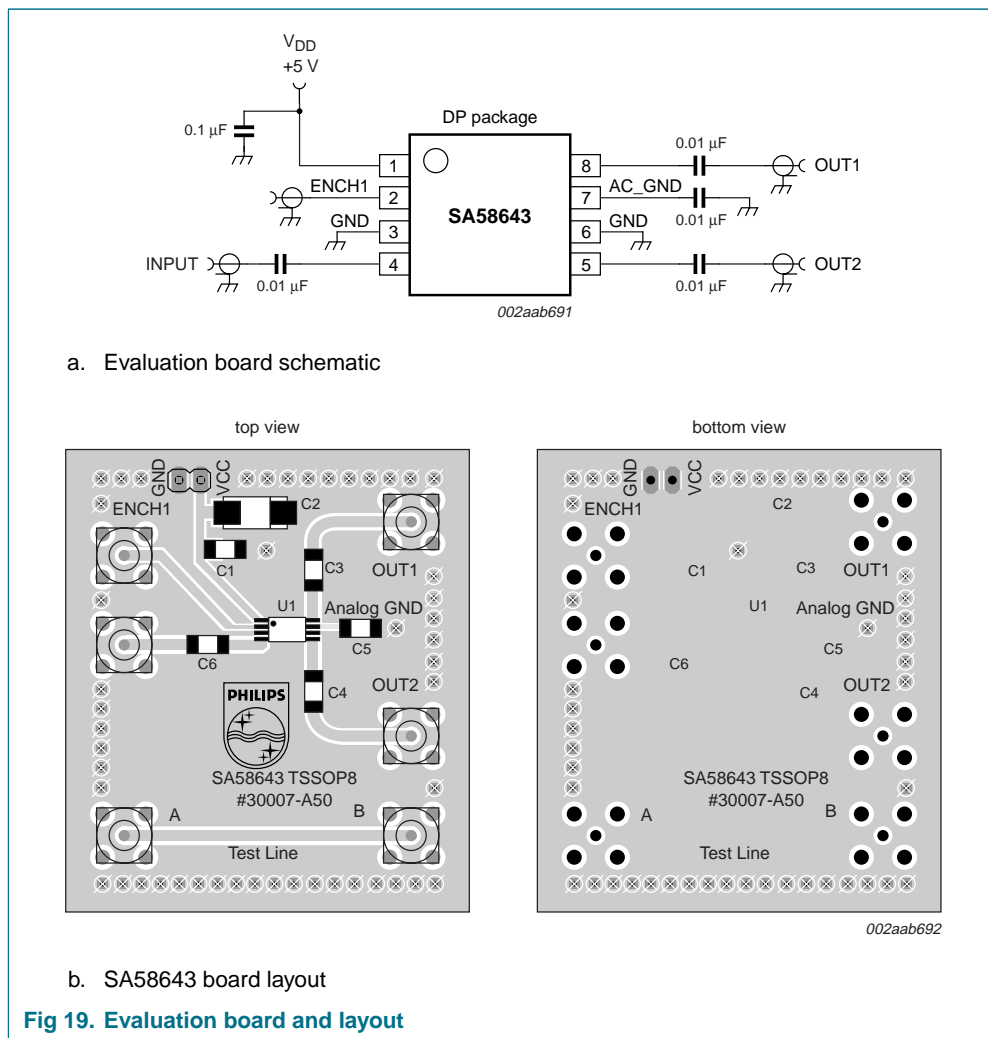 VDD
+5 V
0.1 μF
DP package
1
ENCH1
2
GND
3
INPUT
4
0.01 μF
SA58643
8
0.01 μF
OUT1
7
AC_GND
0.01 μF
6
GND
5
0.01 μF
OUT2
002aab691
a. Evaluation board schematic
top view
GND
VCC
ENCH1
C2
C1
C3
OUT1
U1
Analog GND
C5
C6
C4
OUT2
PHILIPS
SA58643 TSSOP8
#30007-A50
A
B
Test Line
bottom view
GND
VCC
ENCH1
C2
C1
C3
OUT1
U1
Analog GND
C5
C6
C4
OUT2
SA58643 TSSOP8
#30007-A50
A
B
Test Line
002aab692
b. SA58643 board layout
Fig 19. Evaluation board and layout